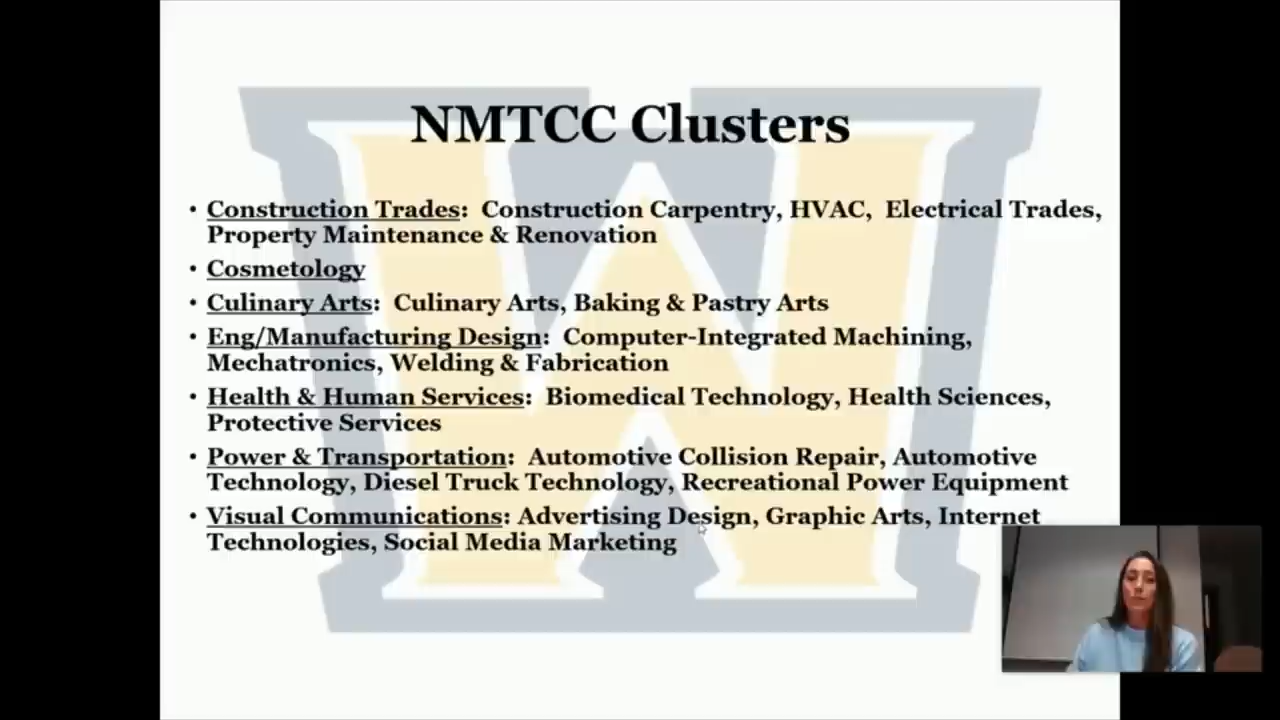 NMTCC Clusters
• Construction Trades:  Construction Carpentry, HVAC,  Electrical Trades,
Property Maintenance & Renovation
• Cosmetology
• Culinary Arts:  Culinary Arts, Baking & Pastry Arts
• Eng/Manufacturing Design:  Computer-Integrated Machining,
Mechatronics, Welding & Fabrication
• Health & Human Services:  Biomedical Technology, Health Sciences,
Protective Services
• Power & Transportation:  Automotive Collision Repair, Automotive
Technology, Diesel Truck Technology, Recreational Power Equipment
• Visual Communications: Advertising Design, Graphic Arts, Internet
Technologies, Social Media Marketing
W